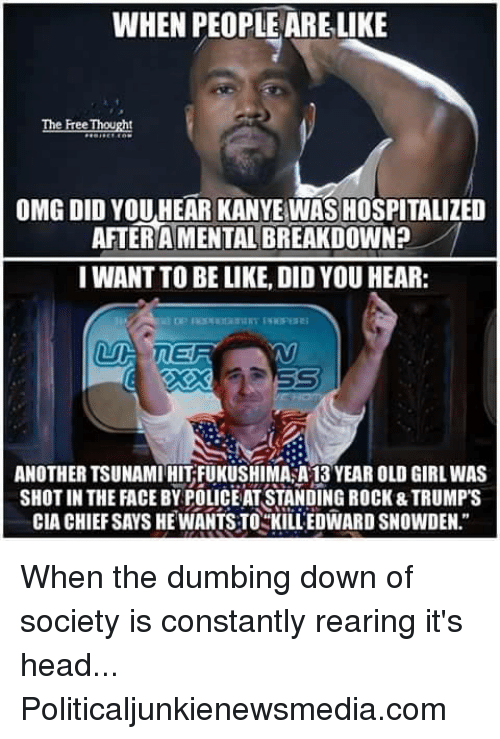 WHEN PEOPLE ARE LIKE
The Free Thought
PROJECT.COM
OMG DID YOU HEAR KANYE WAS HOSPITALIZED
AFTER A MENTAL BREAKDOWN?
I WANT TO BE LIKE, DID YOU HEAR:
ANOTHER TSUNAMI HIT FUKUSHIMA, A 13 YEAR OLD GIRL WAS
SHOT IN THE FACE BY POLICE AT STANDING ROCK & TRUMP'S
CIA CHIEF SAYS HE WANTS TO "KILL EDWARD SNOWDEN."
When the dumbing down of
society is constantly rearing it's
head...
Politicaljunkienewsmedia.com